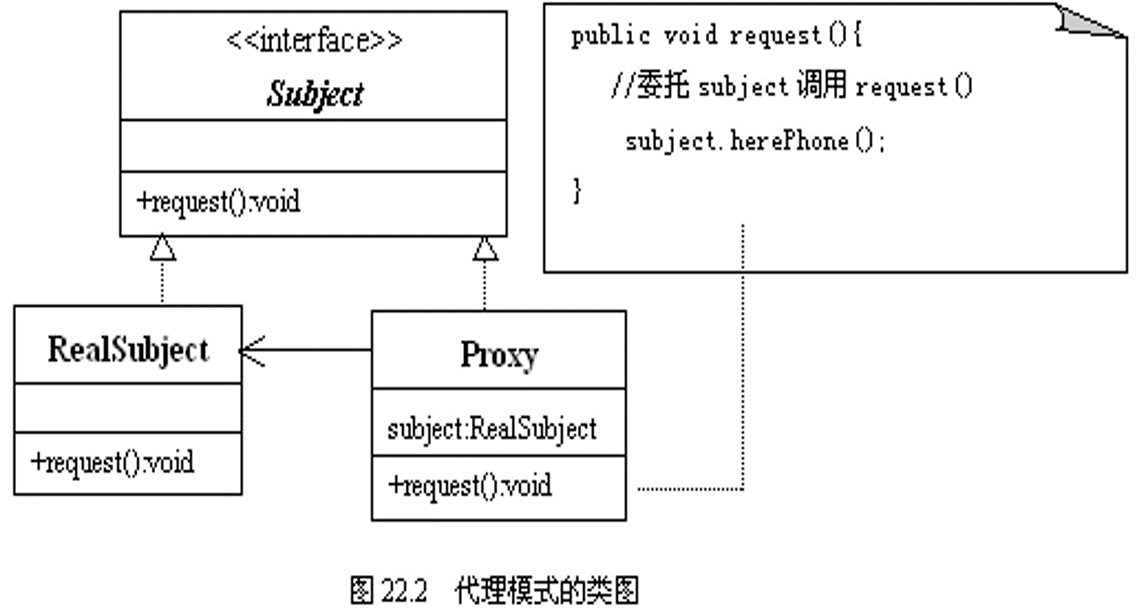 <<interface>>
Subject
+request():void
public void request(){
//委托 subject 调用 request()
subject.herePhone();
}
RealSubject
+request():void
Proxy
subject:RealSubject
+request():void
图 22.2 代理模式的类图